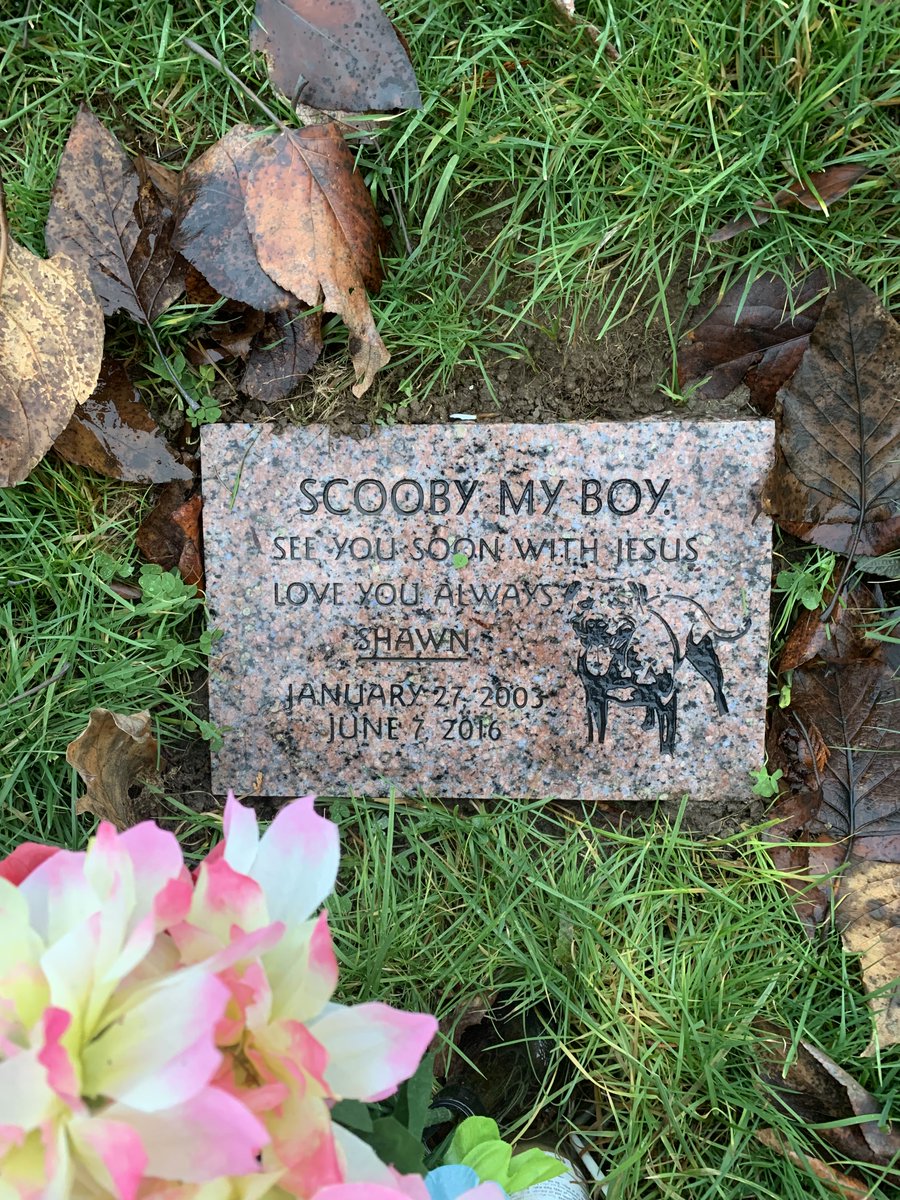 SCOOBY MY BOY.
SEE YOU SOON WITH JESUS
LOVE YOU ALWAYS
SHAWN
JANUARY 27, 2003
JUNE 7, 2016